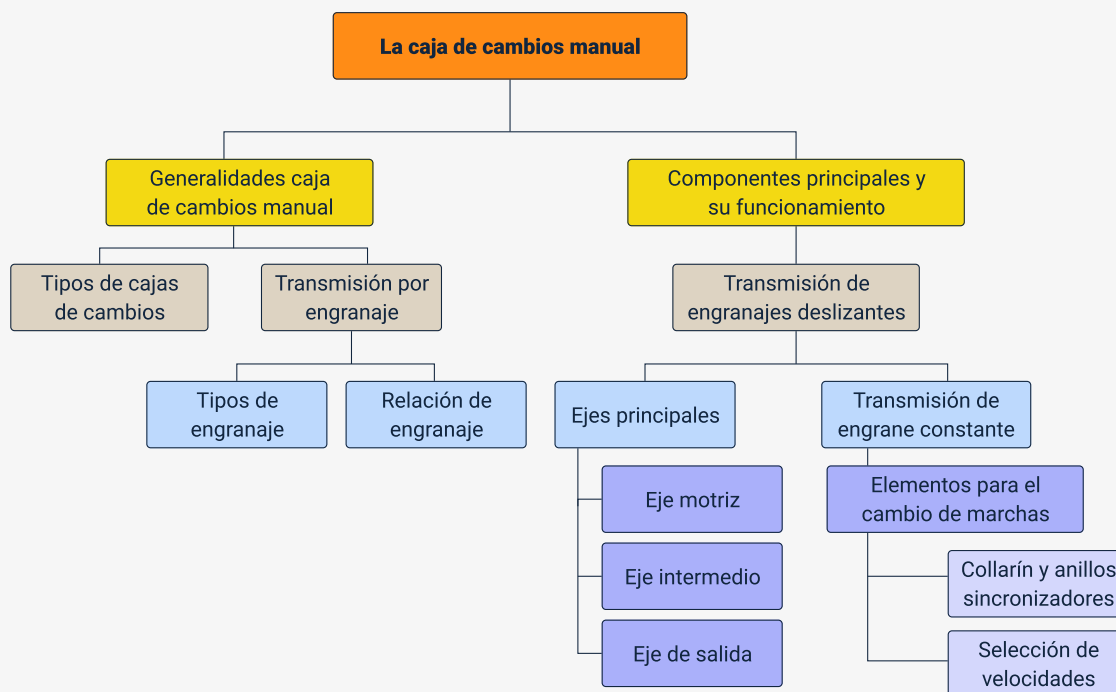 La caja de cambios manual
Generalidades caja
de cambios manual
Componentes principales y
su funcionamiento
Tipos de cajas
de cambios
Transmisión por
engranaje
Transmisión de
engranajes deslizantes
Tipos de
engranaje
Relación de
engranaje
Ejes principales
Transmisión de
engrane constante
Eje motriz
Eje intermedio
Eje de salida
Elementos para el
cambio de marchas
Collarín y anillos
sincronizadores
Selección de
velocidades